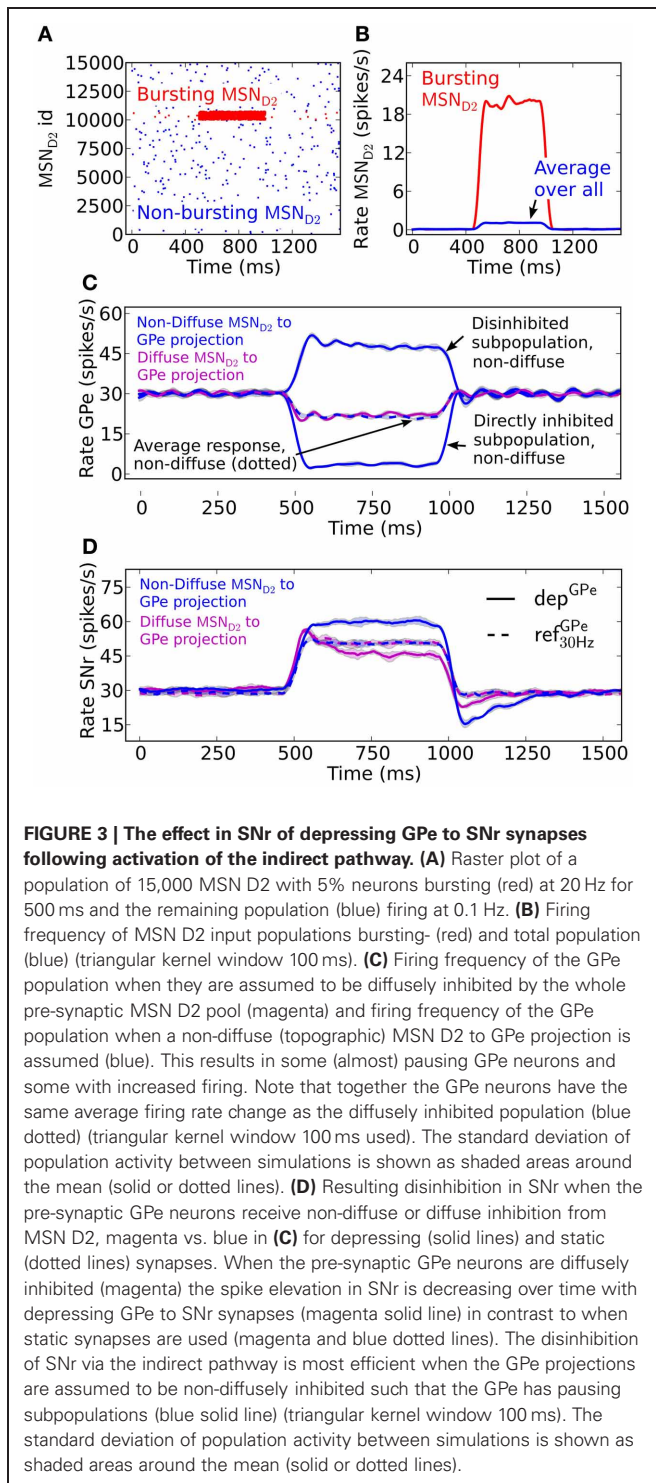 A
B
15000
12500
10000
7500
5000
2500
0
MSN_D2 id
Bursting MSN_D2
Non-bursting MSN_D2
0 400 800 1200
Time (ms)
24
18
12
6
0
Rate MSN_D2 (spikes/s)
Bursting
MSN_D2
Average
over all
0 400 800 1200
Time (ms)
C
60
45
30
15
0
Rate GPe (spikes/s)
Non-Diffuse MSN_D2 to
GPe projection
Diffuse MSN_D2 to
GPe projection
Disinhibited
subpopulation,
non-diffuse
Average response,
non-diffuse (dotted)
Directly inhibited
subpopulation,
non-diffuse
0 250 500 750 1000 1250 1500
Time (ms)
D
75
60
45
30
15
Rate SNr (spikes/s)
Non-Diffuse MSN_D2 to
GPe projection
Diffuse MSN_D2 to
GPe projection
dep^GPe
ref^GPe_30Hz
0 250 500 750 1000 1250 1500
Time (ms)
FIGURE 3 | The effect in SNr of depressing GPe to SNr synapses
following activation of the indirect pathway. (A) Raster plot of a
population of 15,000 MSN D2 with 5% neurons bursting (red) at 20 Hz for
500 ms and the remaining population (blue) firing at 0.1 Hz. (B) Firing
frequency of MSN D2 input populations bursting- (red) and total population
(blue) (triangular kernel window 100 ms). (C) Firing frequency of the GPe
population when they are assumed to be diffusely inhibited by the whole
pre-synaptic MSN D2 pool (magenta) and firing frequency of the GPe
population when a non-diffuse (topographic) MSN D2 to GPe projection is
assumed (blue). This results in some (almost) pausing GPe neurons and
some with increased firing. Note that together the GPe neurons have the
same average firing rate change as the diffusely inhibited population (blue
dotted) (triangular kernel window 100 ms used). The standard deviation of
population activity between simulations is shown as shaded areas around
the mean (solid or dotted lines). (D) Resulting disinhibition in SNr when the
pre-synaptic GPe neurons receive non-diffuse or diffuse inhibition from
MSN D2, magenta vs. blue in (C) for depressing (solid lines) and static
(dotted lines) synapses. When the pre-synaptic GPe neurons are diffusely
inhibited (magenta) the spike elevation in SNr is decreasing over time with
depressing GPe to SNr synapses (magenta solid line) in contrast to when
static synapses are used (magenta and blue dotted lines). The disinhibition
of SNr via the indirect pathway is most efficient when the GPe projections
are assumed to be non-diffusely inhibited such that the GPe has pausing
subpopulations (blue solid line) (triangular kernel window 100 ms). The
standard deviation of population activity between simulations is shown as
shaded areas around the mean (solid or dotted lines).